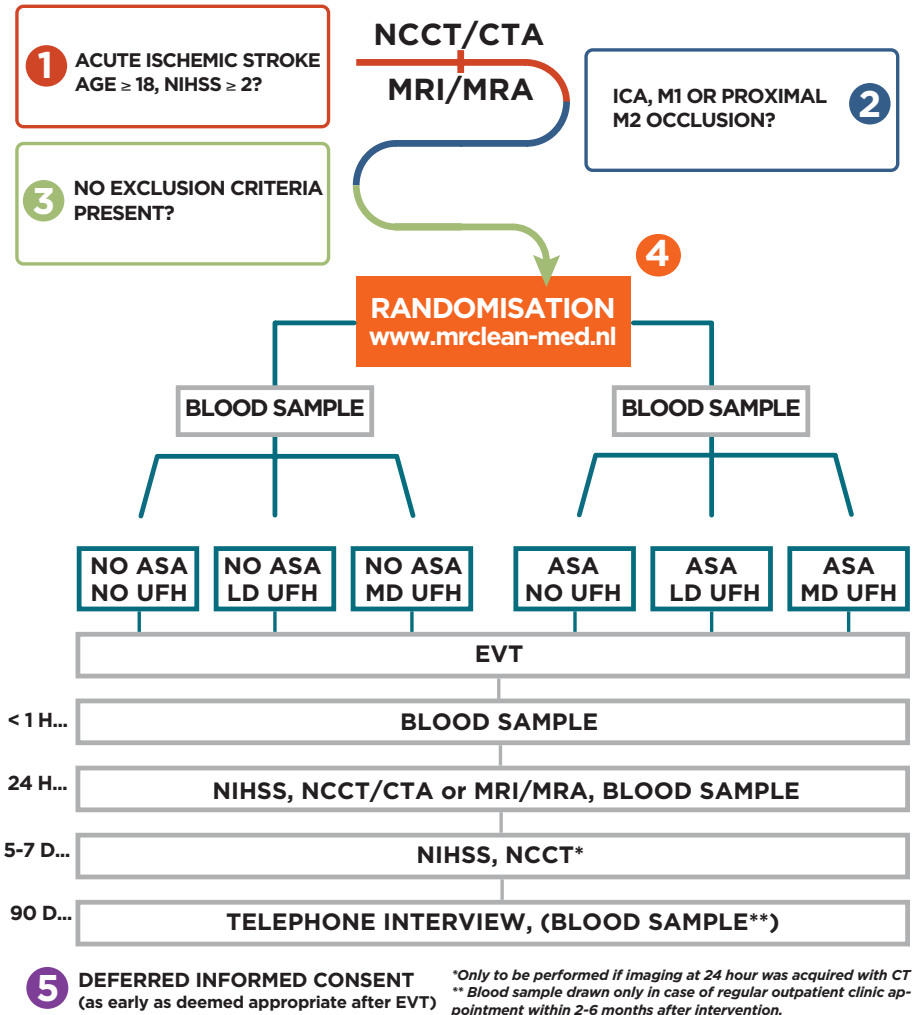 1
ACUTE ISCHEMIC STROKE
AGE ≥ 18, NIHSS ≥ 2?
NCCT/CTA
MRI/MRA
ICA, M1 OR PROXIMAL
M2 OCCLUSION?
2
3
NO EXCLUSION CRITERIA
PRESENT?
4
RANDOMISATION
www.mrclean-med.nl
BLOOD SAMPLE
BLOOD SAMPLE
NO ASA
NO UFH
NO ASA
LD UFH
NO ASA
MD UFH
ASA
NO UFH
ASA
LD UFH
ASA
MD UFH
EVT
< 1 H...
BLOOD SAMPLE
24 H...
NIHSS, NCCT/CTA or MRI/MRA, BLOOD SAMPLE
5-7 D...
NIHSS, NCCT*
90 D...
TELEPHONE INTERVIEW, (BLOOD SAMPLE**)
5
DEFERRED INFORMED CONSENT
(as early as deemed appropriate after EVT)
*Only to be performed if imaging at 24 hour was acquired with CT
** Blood sample drawn only in case of regular outpatient clinic ap-
pointment within 2-6 months after intervention.